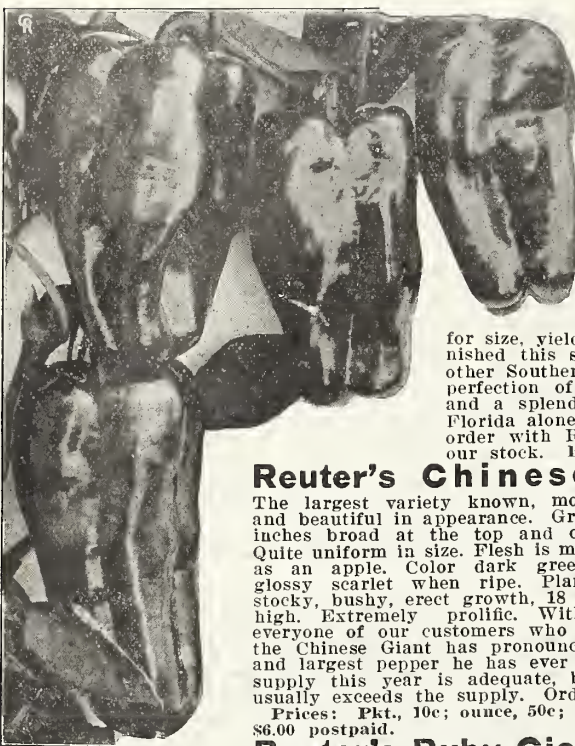 for size, yiel
nished this s
other Souther
perfection of
and a splend
Florida alone
order with
our stock.
Reuter's Chines
The largest variety known, mo
and beautiful in appearance. Gr
inches broad at the top and
Quite uniform in size. Flesh is m
as an apple. Color dark gree
glossy scarlet when ripe. Plan
stocky, bushy, erect growth, 18
high. Extremely prolific. Wit
everyone of our customers who
the Chinese Giant has pronounc
and largest pepper he has ever
supply this year is adequate,
usually exceeds the supply. Ord
Prices: Pkt., 10c; ounce, 50c;
$6.00 postpaid.